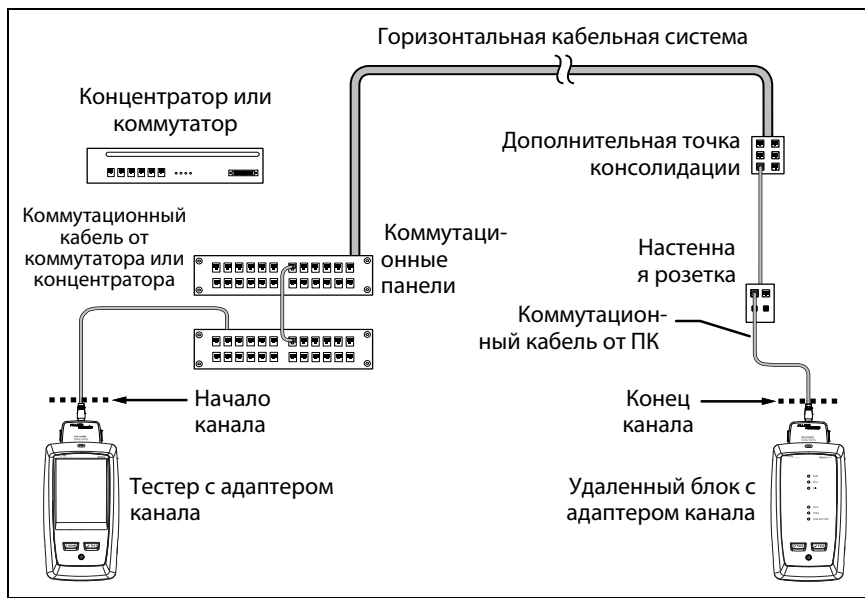 Горизонтальная кабельная система
Концентратор или
коммутатор
Дополнительная точка
консолидации
Коммутационный
кабель от
коммутатора или
концентратора
Коммутаци-
онные
панели
Настенна
я розетка
Коммутацион-
ный кабель от ПК
Начало
канала
Конец
канала
Тестер с адаптером
канала
Удаленный блок с
адаптером канала